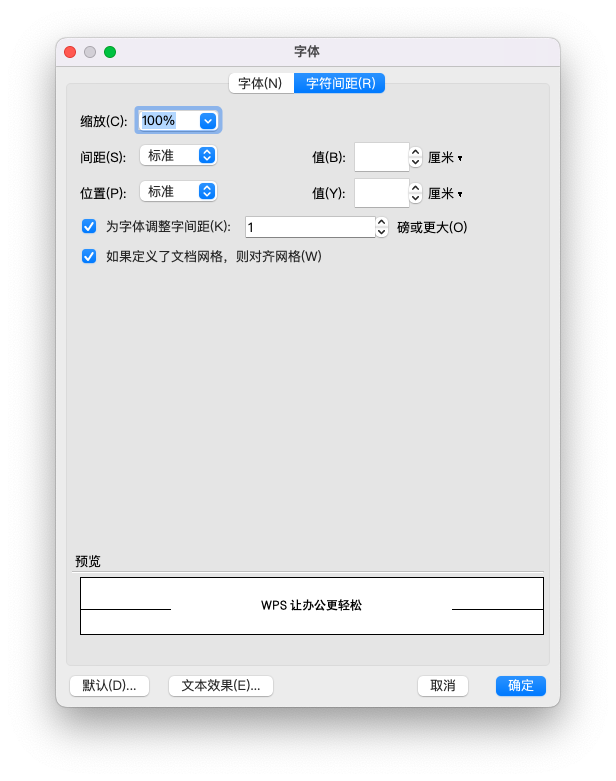 字体
字体(N) 字符间距(R)
缩放(C): 100%
间距(S): 标准 值(B): 厘米
位置(P): 标准 值(Y): 厘米
为字体调整字间距(K): 1 磅或更大(O)
如果定义了文档网格，则对齐网格(W)
预览
WPS 让办公更轻松
默认(D)... 文本效果(E)... 取消 确定